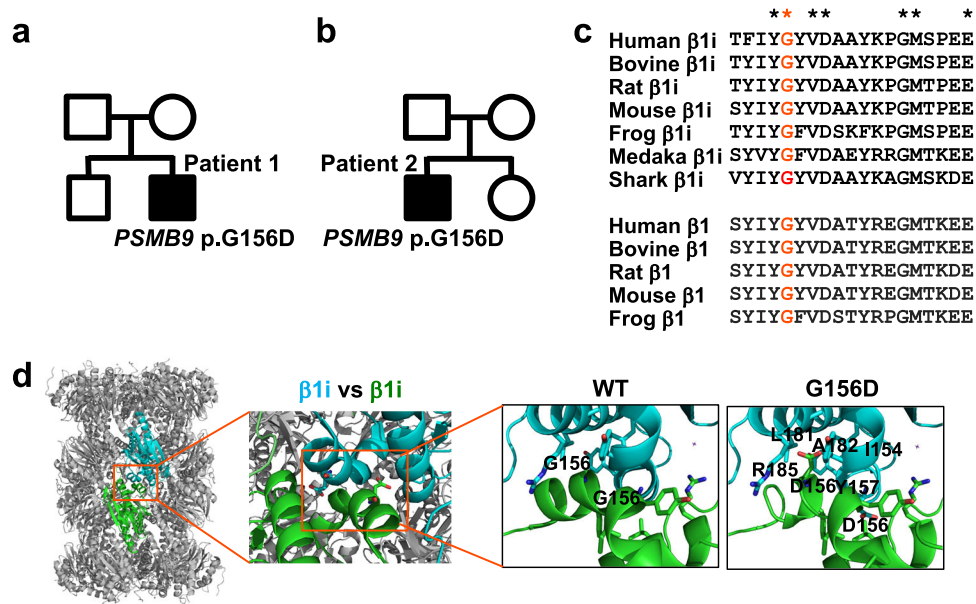 a
b
c
Patient 1
Patient 2
PSMB9 p.G156D
PSMB9 p.G156D
* * * * * * *
Human β1i TFIYGYVDAAYKPGMSPEE
Bovine β1i TYIYGYVDAAYKPGMSPEE
Rat β1i TYIYGYVDAAYKPGMTPEE
Mouse β1i SYIYGYVDAAYKPGMTPEE
Frog β1i TYIYGFVDSKFKPGMSPEE
Medaka β1i SYVYGFVDAEYRRGMTKEE
Shark β1i VYIYGYVDAAYKAGMSKDE
Human β1 SYIYGYVDATYREGMTKDE
Bovine β1 SYIYGYVDATYREGMTKDE
Rat β1 SYIYGYVDATYREGMTKDE
Mouse β1 SYIYGYVDATYREGMTKDE
Frog β1 SYIYGFVDSTYRPGMTKEE
d
β1i vs β1i
WT
G156D
G156
G156
L181
A182
I154
R185
D156
Y157
D156